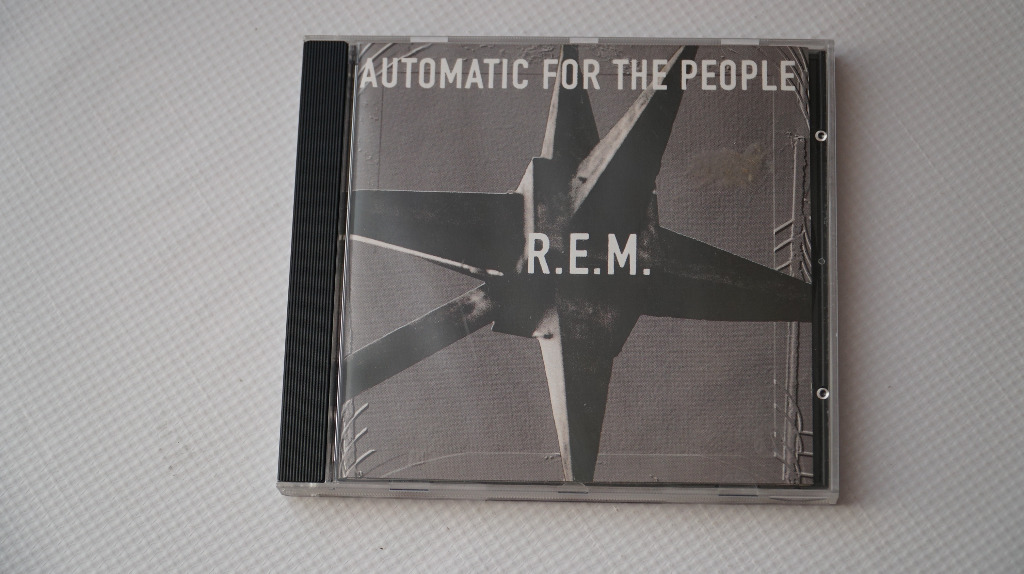 AUTOMATIC FOR THE PEOPLE
R.E.M.